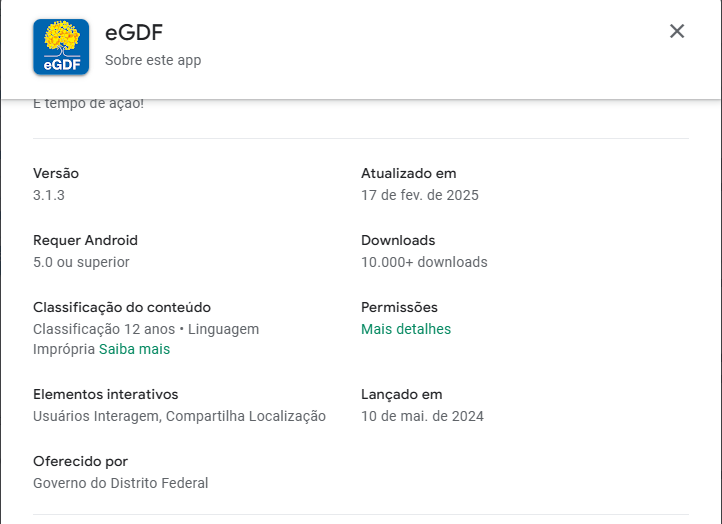 eGDF
eGDF
Sobre este app
É tempo de ação!
Versão
3.1.3
Atualizado em
17 de fev. de 2025
Requer Android
5.0 ou superior
Downloads
10.000+ downloads
Classificação do conteúdo
Classificação 12 anos • Linguagem
Imprópria Saiba mais
Permissões
Mais detalhes
Elementos interativos
Usuários Interagem, Compartilha Localização
Lançado em
10 de mai. de 2024
Oferecido por
Governo do Distrito Federal